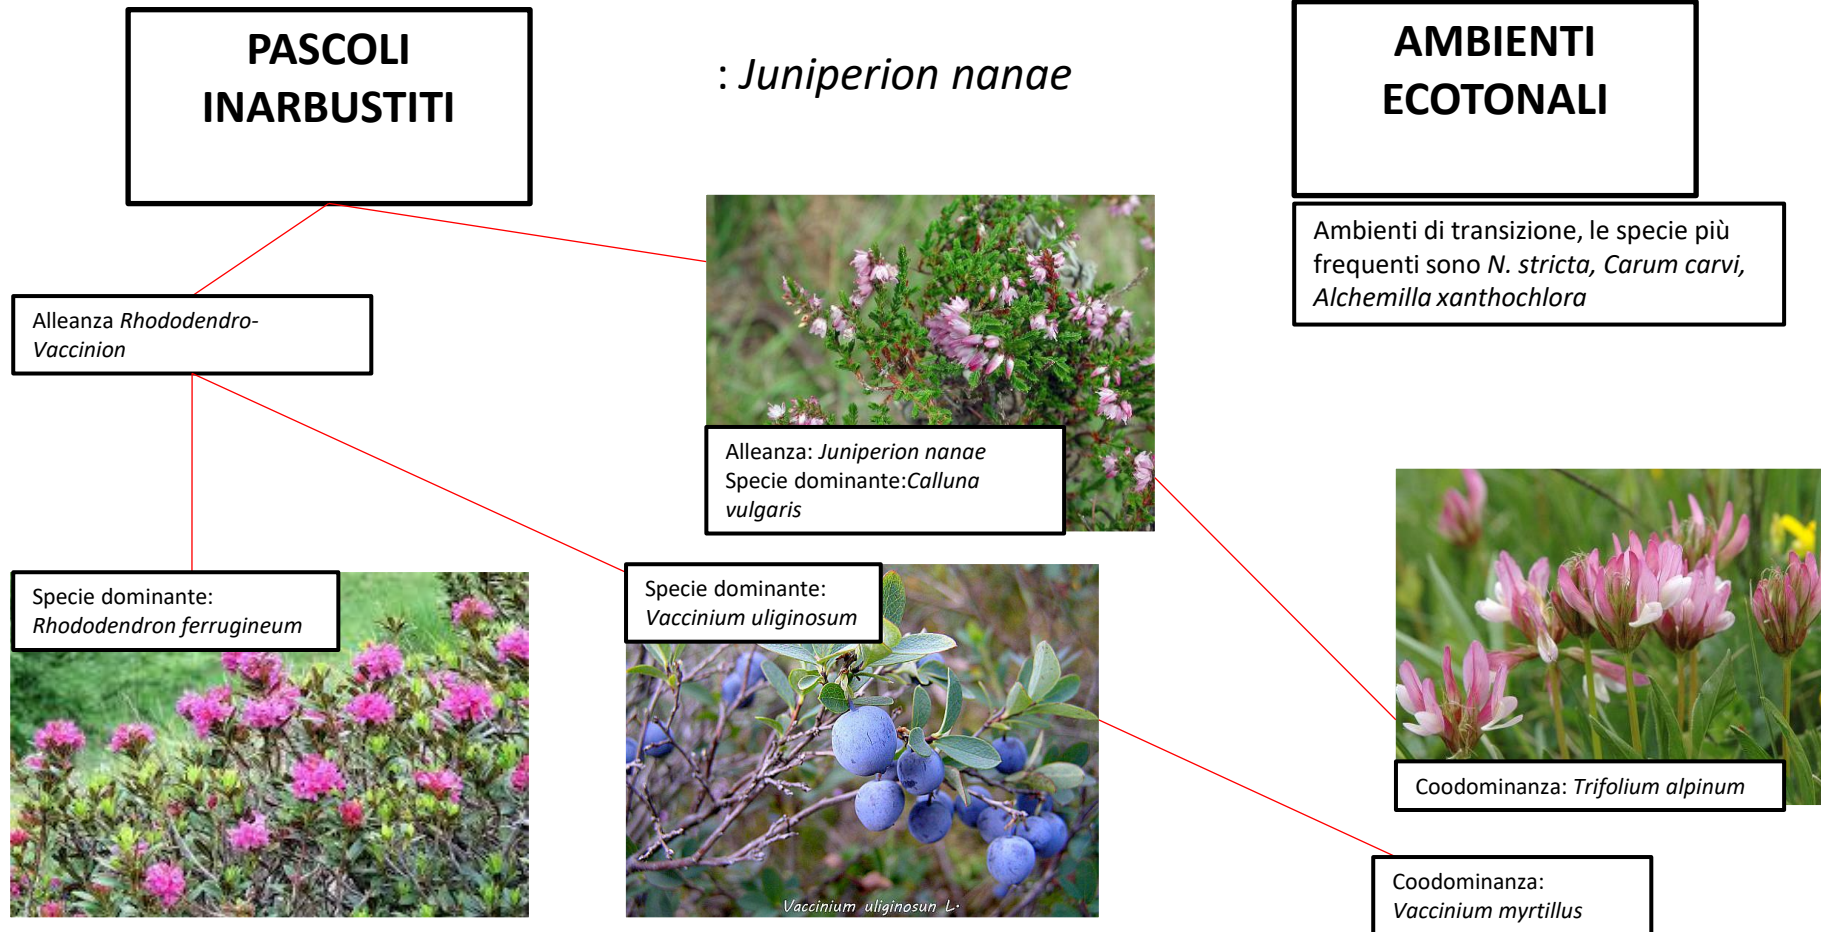 PASCOLI
INARBUSTITI
: Juniperion nanae
AMBIENTI
ECOTONALI
Ambienti di transizione, le specie più
frequenti sono N. stricta, Carum carvi,
Alchemilla xanthochlora
Alleanza Rhododendro-
Vaccinion
Alleanza: Juniperion nanae
Specie dominante:Calluna
vulgaris
Specie dominante:
Rhododendron ferrugineum
Specie dominante:
Vaccinium uliginosum
Vaccinium uliginosun L.
Coodominanza: Trifolium alpinum
Coodominanza:
Vaccinium myrtillus